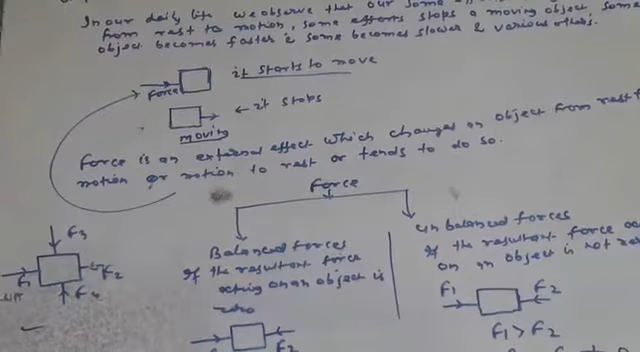 In our daily life we observe that our some
from rest to motion, some efforts stops a moving object, some
object becomes faster & some becomes slower & various others.
Force
it starts to move
← it stops
moving
Force is an external effect which changes an object from rest
motion or motion to rest or tends to do so.
Force
Balanced forces
If the resultant force
acting on an object is
zero
F2
Un balanced forces
If the resultant force
on an object is not
F1 F2
F1 > F2
F3
F1 F2
F4